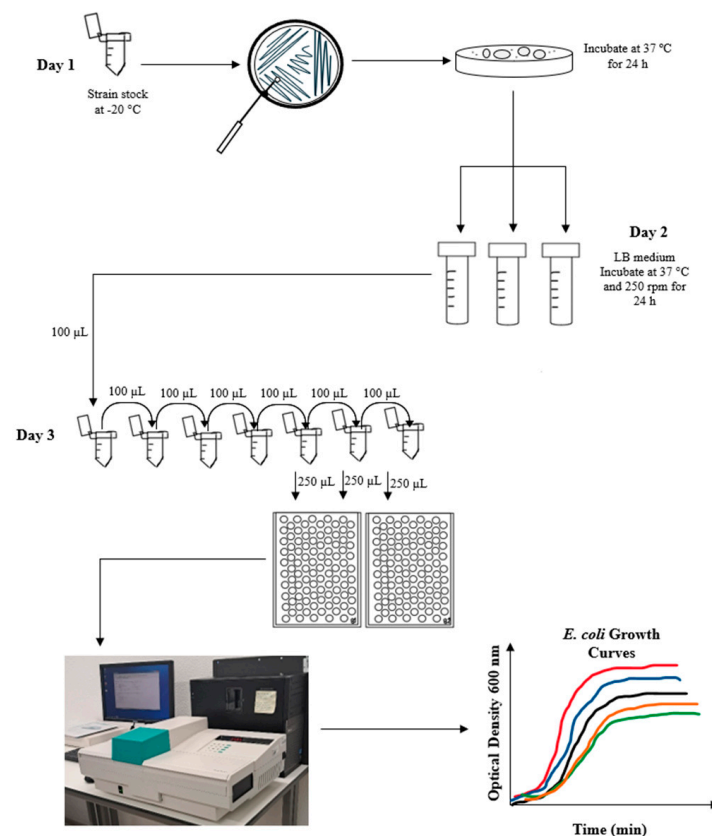 Day 1
Strain stock
at -20 °C
Incubate at 37 °C
for 24 h
Day 2
LB medium
Incubate at 37 °C
and 250 rpm for
24 h
100 µL
100 µL
100 µL
100 µL
100 µL
100 µL
100 µL
Day 3
250 µL
250 µL
250 µL
E. coli Growth
Curves
Optical Density 600 nm
Time (min)